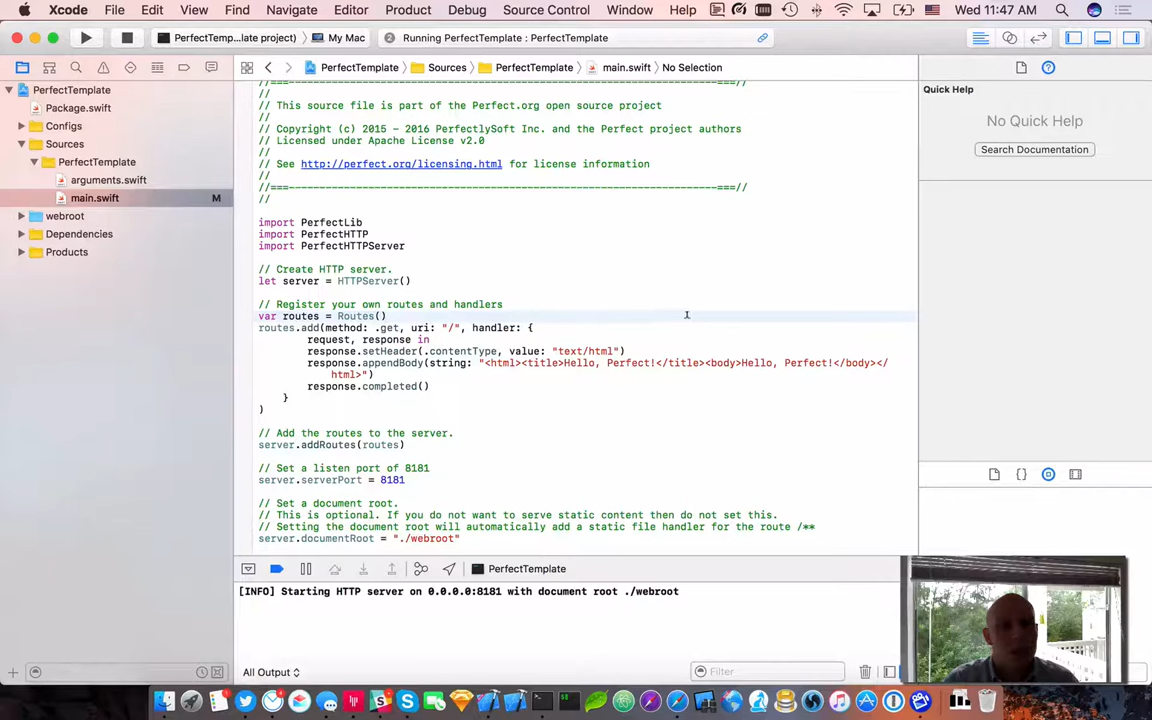 Xcode File Edit View Find Navigate Editor Product Debug Source Control Window Help Wed 11:47 AM
PerfectTemp...late project) My Mac 2 Running PerfectTemplate : PerfectTemplate
PerfectTemplate Sources PerfectTemplate main.swift No Selection
PerfectTemplate
Package.swift
Configs
Sources
PerfectTemplate
arguments.swift
main.swift M
webroot
Dependencies
Products
//===----------------------------------------------------------------------===//
//
// This source file is part of the Perfect.org open source project
//
// Copyright (c) 2015 - 2016 PerfectlySoft Inc. and the Perfect project authors
// Licensed under Apache License v2.0
//
// See http://perfect.org/licensing.html for license information
//
//===----------------------------------------------------------------------===//
//
import PerfectLib
import PerfectHTTP
import PerfectHTTPServer
// Create HTTP server.
let server = HTTPServer()
// Register your own routes and handlers
var routes = Routes()
routes.add(method: .get, uri: "/", handler: {
request, response in
response.setHeader(.contentType, value: "text/html")
response.appendBody(string: "<html><title>Hello, Perfect!</title><body>Hello, Perfect!</body></
html>")
response.completed()
}
)
// Add the routes to the server.
server.addRoutes(routes)
// Set a listen port of 8181
server.serverPort = 8181
// Set a document root.
// This is optional. If you do not want to serve static content then do not set this.
// Setting the document root will automatically add a static file handler for the route /**
server.documentRoot = "./webroot"
Quick Help
No Quick Help
Search Documentation
PerfectTemplate
[INFO] Starting HTTP server on 0.0.0.0:8181 with document root ./webroot
All Output
Filter